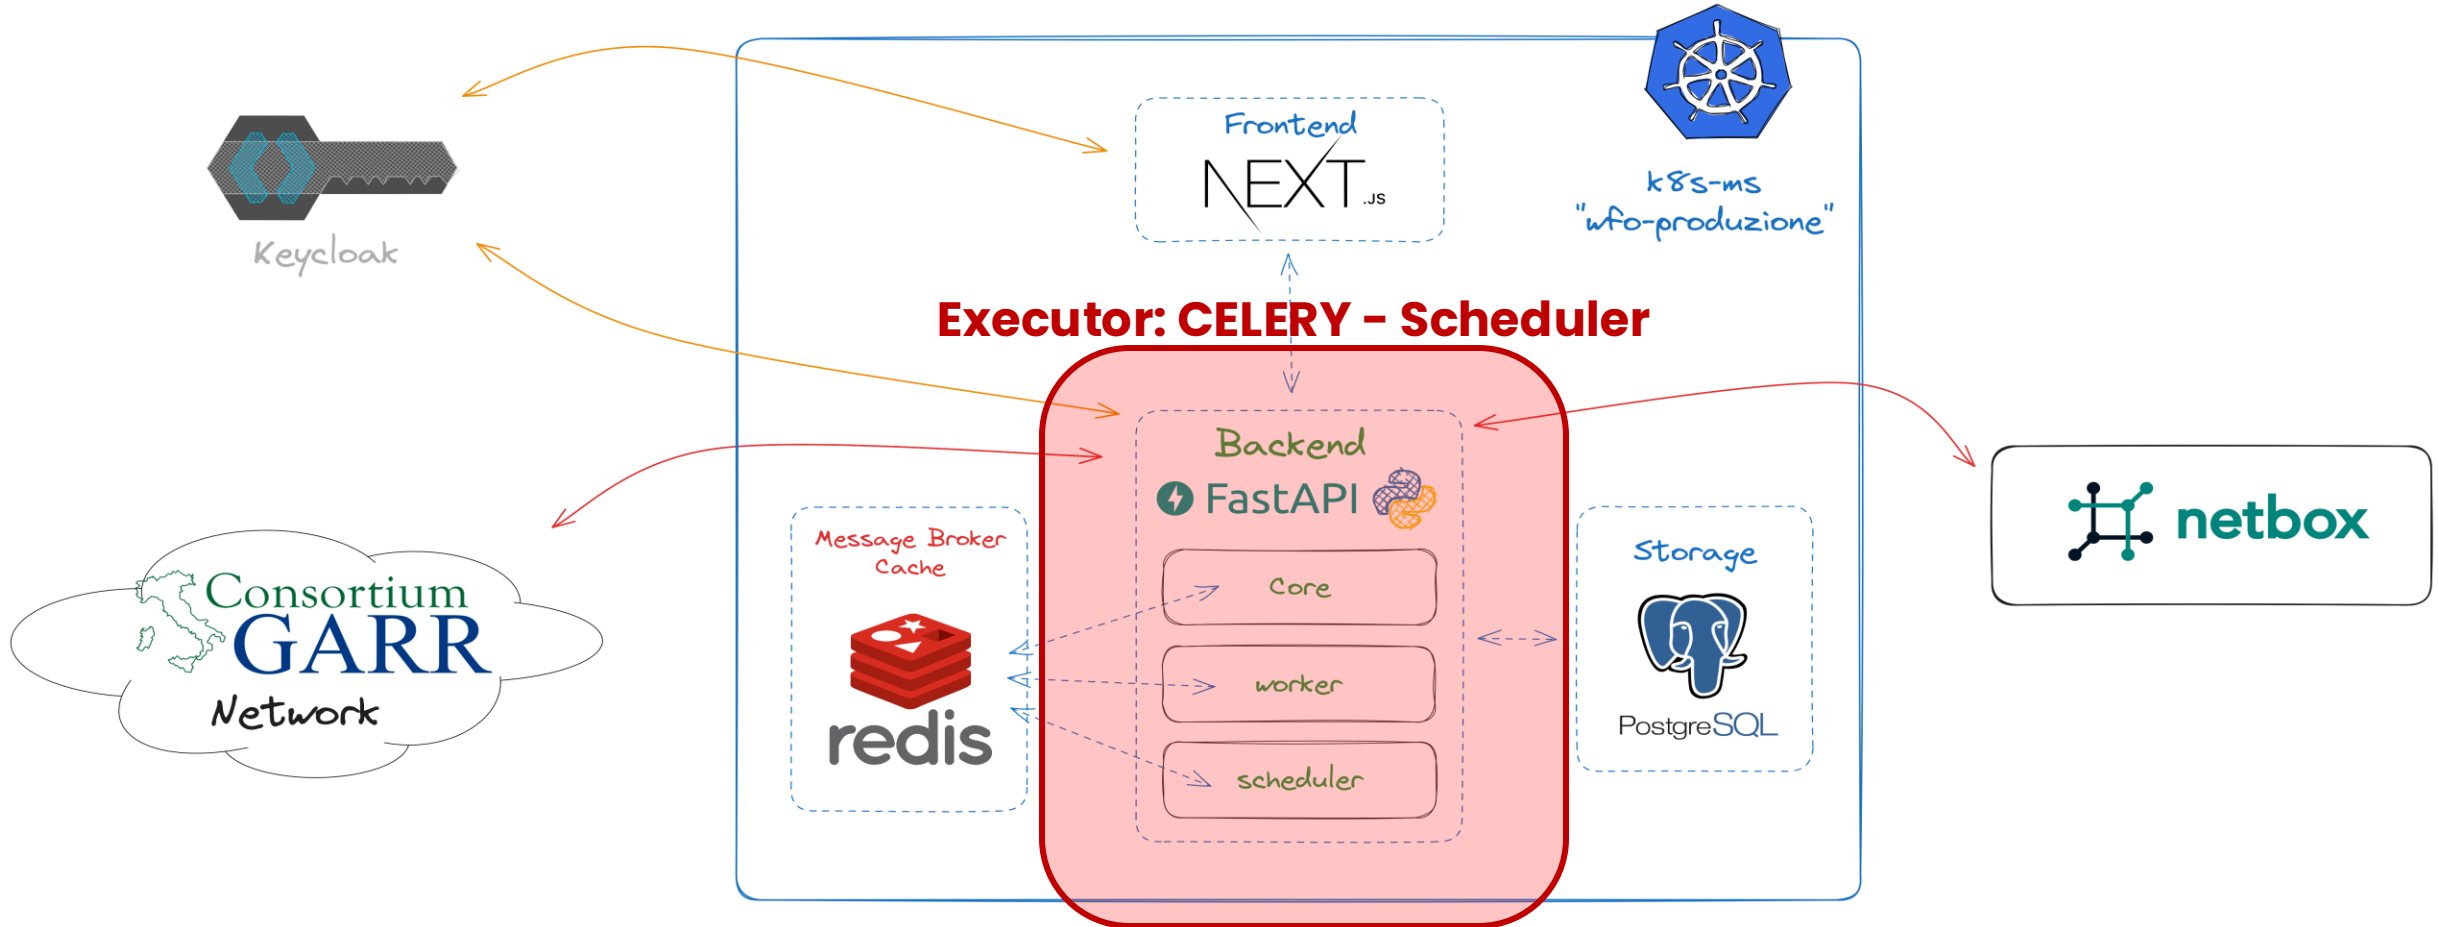 Frontend
NEXT.JS
k8s-ms
"wfo-produzione"
Keycloak
Executor: CELERY - Scheduler
Backend
FastAPI
Message Broker
Cache
redis
Core
worker
scheduler
Storage
PostgreSQL
netbox
Consortium
GARR
Network